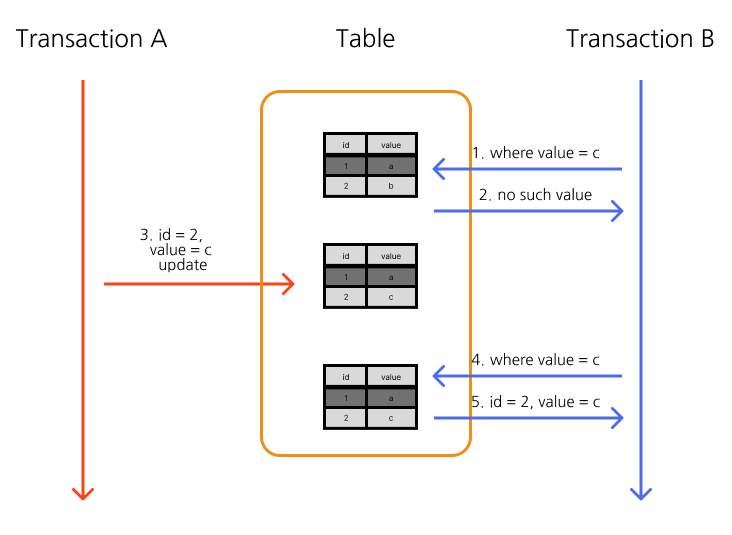 Transaction A
Table
Transaction B
id value
1 a
2 b
1. where value = c
2. no such value
3. id = 2,
value = c
update
id value
1 a
2 c
id value
1 a
2 c
4. where value = c
5. id = 2, value = c